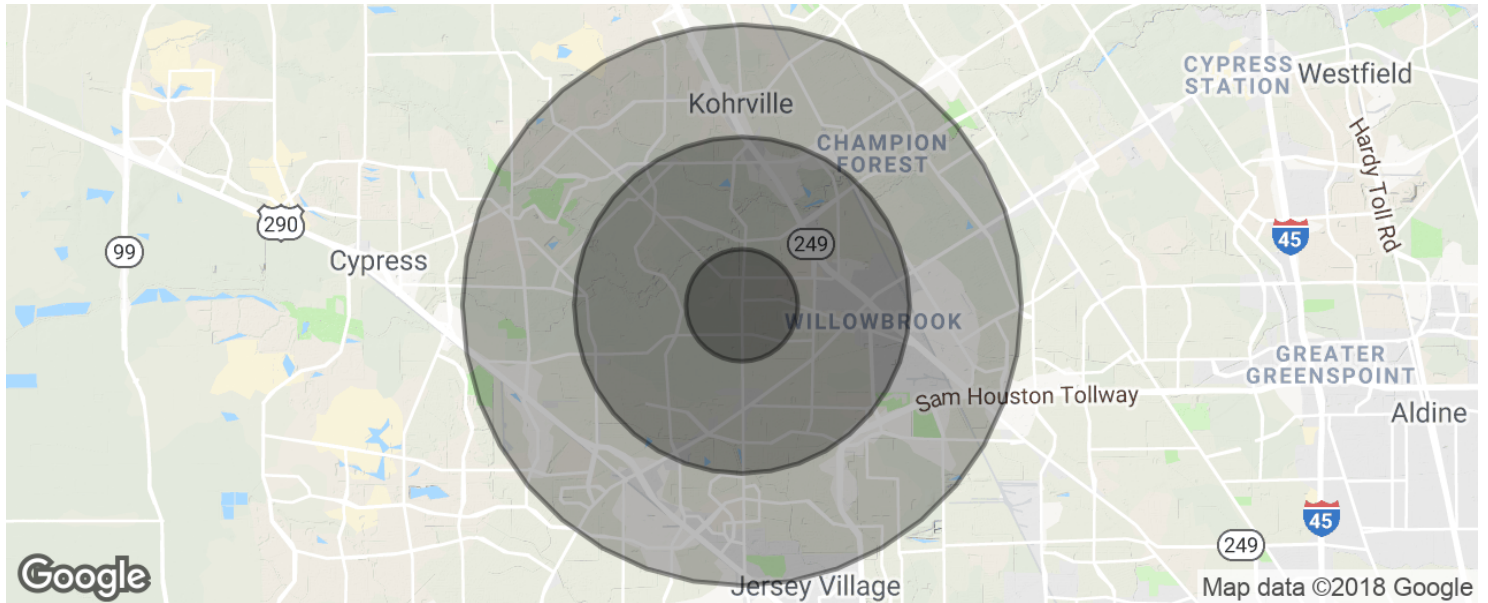 CYPRESS
STATION
Westfield
Kohrville
CHAMPION
FOREST
Hardy Toll Rd
290
99
249
45
Cypress
WILLOWBROOK
GREATER
GREENSPOINT
Sam Houston Tollway
Aldine
45
249
Jersey Village
Google
Map data ©2018 Google